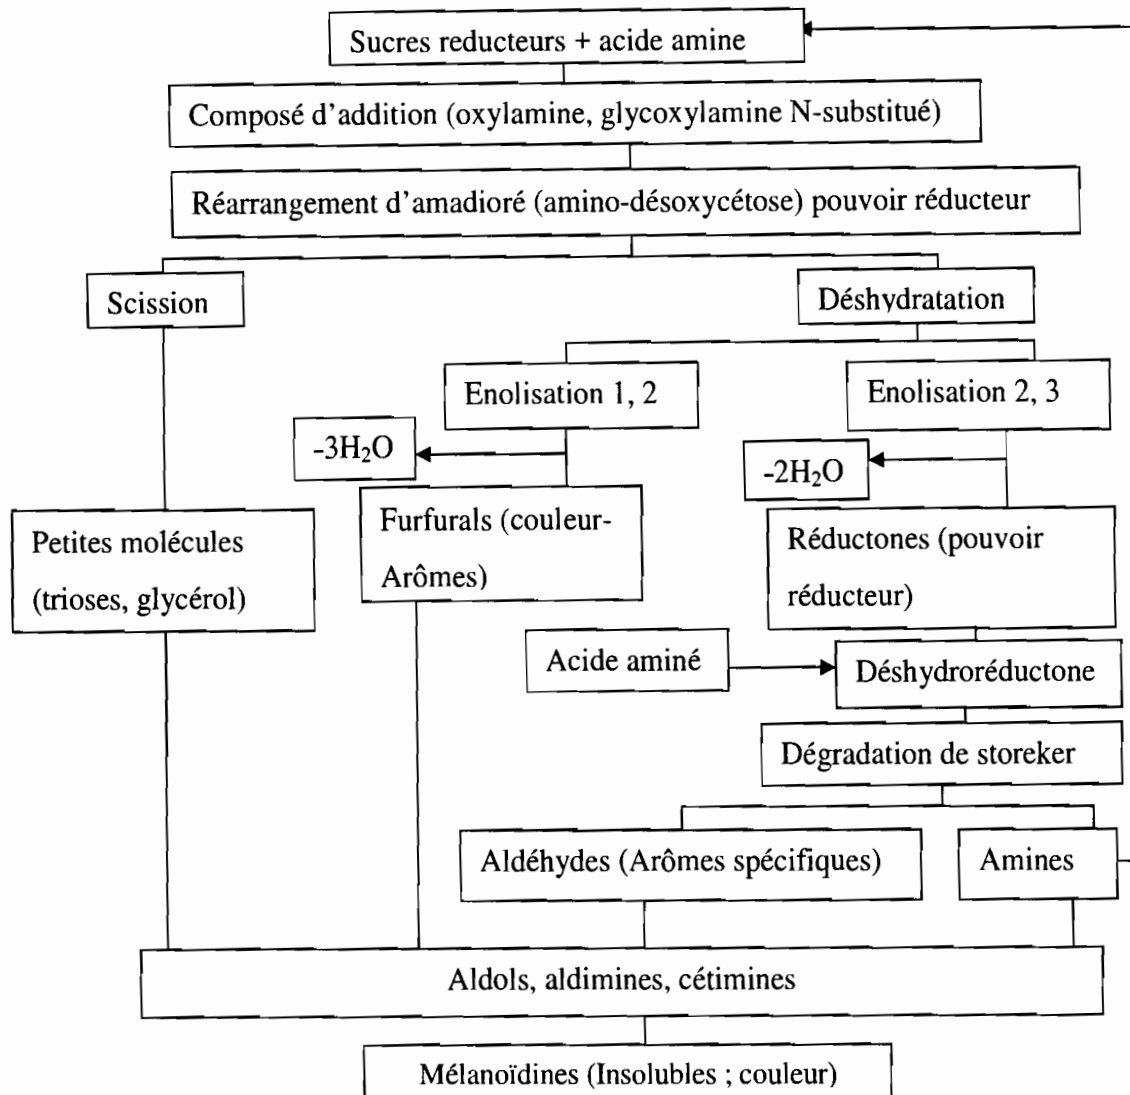 Sucres reducteurs + acide amine
Composé d'addition (oxylamine, glycoxylamine N-substitué)
Réarrangement d'amadioré (amino-désoxycétose) pouvoir réducteur
Scission
Déshydratation
Enolisation 1, 2
Enolisation 2, 3
-3H₂O
-2H₂O
Petites molécules
(trioses, glycérol)
Furfurals (couleur-
Arômes)
Réductones (pouvoir
réducteur)
Acide aminé
Déshydroréductone
Dégradation de storeker
Aldéhydes (Arômes spécifiques)
Amines
Aldols, aldimines, cétimines
Mélanoïdines (Insolubles ; couleur)